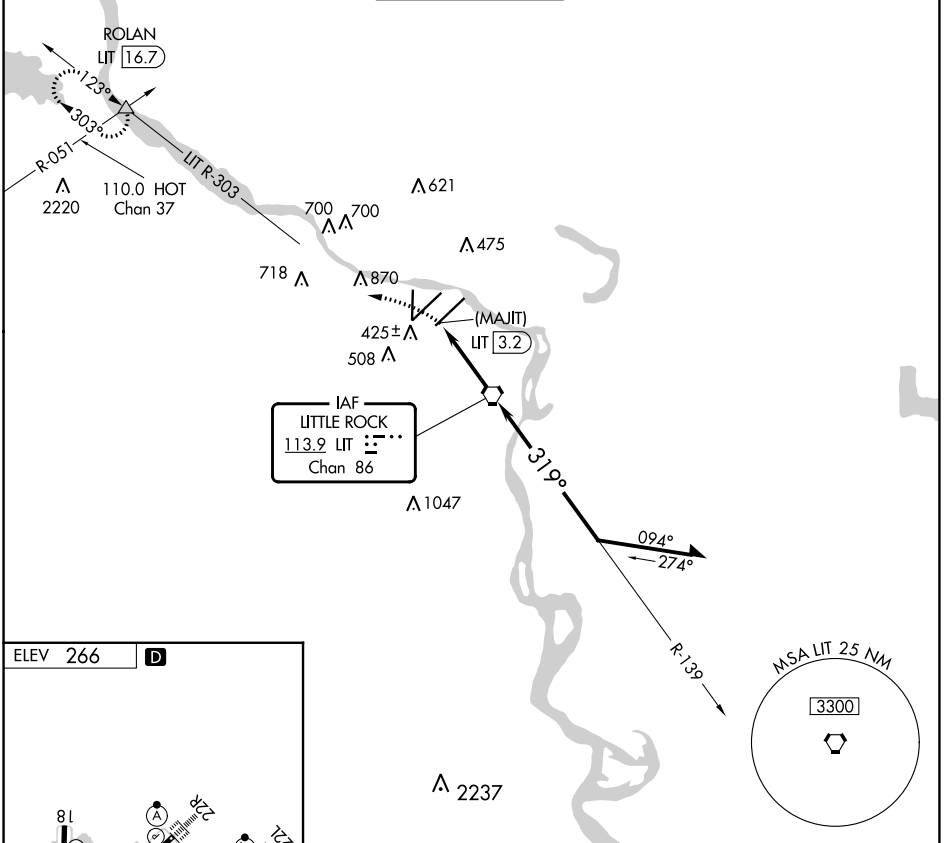 ROLAN
LIT 16.7
123°
303°
R-051
LIT R-303
110.0 HOT
Chan 37
2220
621
700
700
475
718
870
(MAJIT)
LIT 3.2
425±
508
IAF
LITTLE ROCK
113.9 LIT
Chan 86
319°
1047
094°
274°
R-139
MSA LIT 25 NM
3300
ELEV 266
D
2237
18
A
P
22R
22L